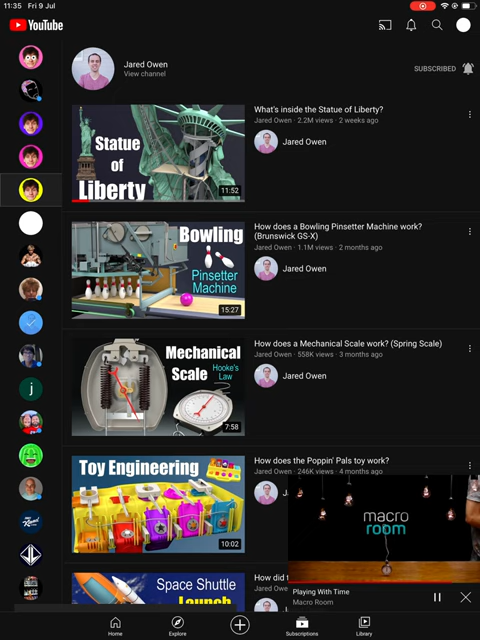 11:35 Fri 9 Jul
YouTube
Jared Owen
View channel
SUBSCRIBED
Statue
of
Liberty
11:52
What's inside the Statue of Liberty?
Jared Owen · 2.2M views · 2 weeks ago
Jared Owen
Bowling
Pinsetter
Machine
15:27
How does a Bowling Pinsetter Machine work?
(Brunswick GS-X)
Jared Owen · 1.1M views · 2 months ago
Jared Owen
Mechanical
Scale
Hooke's
Law
7:58
How does a Mechanical Scale work? (Spring Scale)
Jared Owen · 558K views · 3 months ago
Jared Owen
j
Toy Engineering
10:02
How does the Poppin' Pals toy work?
Jared Owen · 246K views · 4 months ago
macro
room
Space Shuttle
Launch
How did
Playing With Time
Macro Room
Home
Explore
Subscriptions
Library